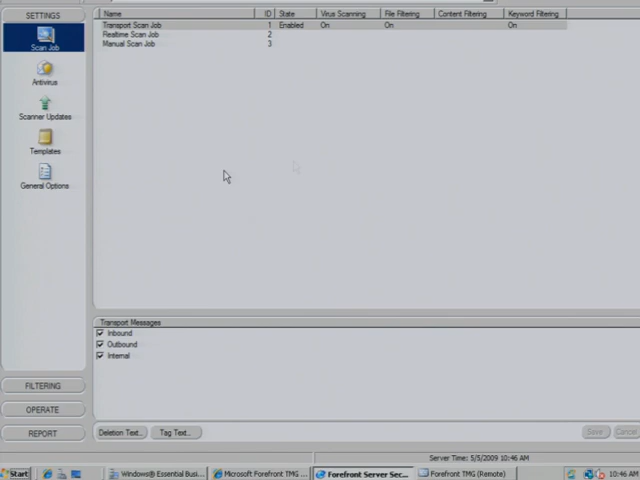 SETTINGS
Scan Job
Antivirus
Scanner Updates
Templates
General Options
FILTERING
OPERATE
REPORT
Name ID State Virus Scanning File Filtering Content Filtering Keyword Filtering
Transport Scan Job 1 Enabled On On On
Realtime Scan Job 2
Manual Scan Job 3
Transport Messages
Inbound
Outbound
Internal
Deletion Text... Tag Text... Save Cancel
Server Time: 5/5/2009 10:46 AM
Start Windows® Essential Busi... Microsoft Forefront TMG ... Forefront Server Sec... Forefront TMG (Remote) 10:46 AM